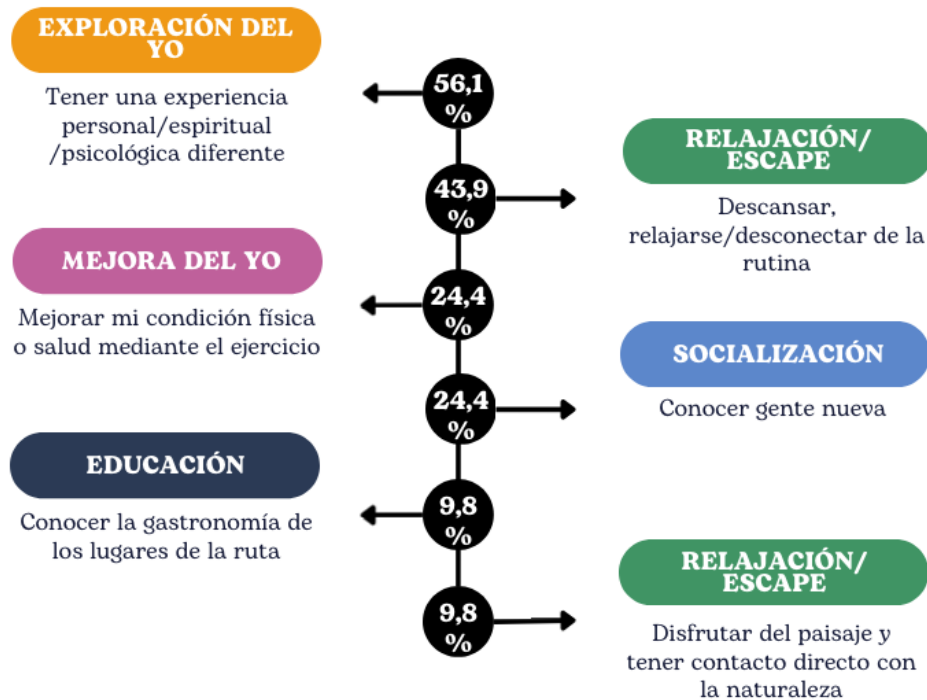 EXPLORACIÓN DEL
YO
Tener una experiencia
personal/espiritual
/psicológica diferente
56,1
%
43,9
%
RELAJACIÓN/
ESCAPE
Descansar,
relajarse/desconectar de la
rutina
MEJORA DEL YO
Mejorar mi condición física
o salud mediante el ejercicio
24,4
%
24,4
%
SOCIALIZACIÓN
Conocer gente nueva
EDUCACIÓN
Conocer la gastronomía de
los lugares de la ruta
9,8
%
9,8
%
RELAJACIÓN/
ESCAPE
Disfrutar del paisaje y
tener contacto directo con
la naturaleza